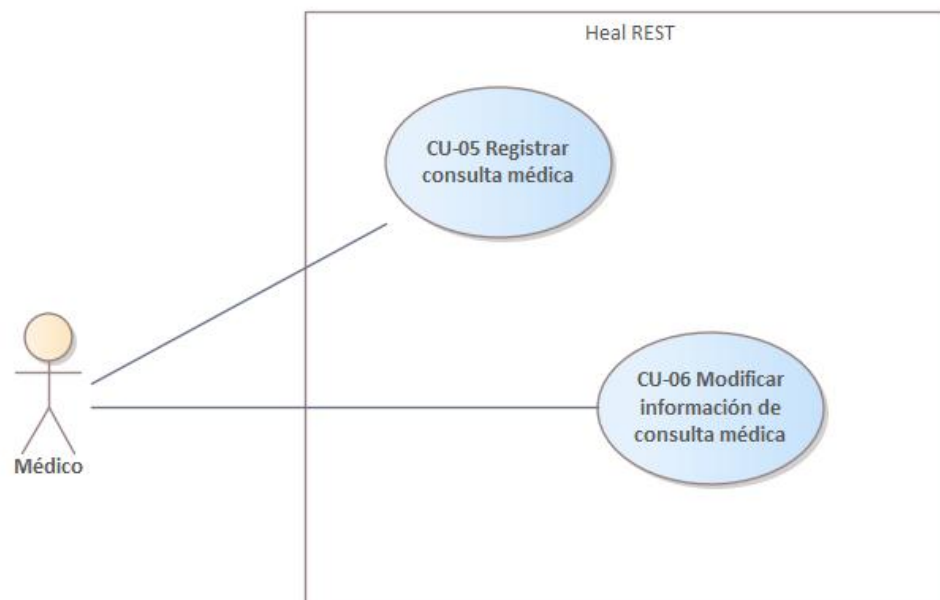 Heal REST
CU-05 Registrar
consulta médica
CU-06 Modificar
información de
consulta médica
Médico